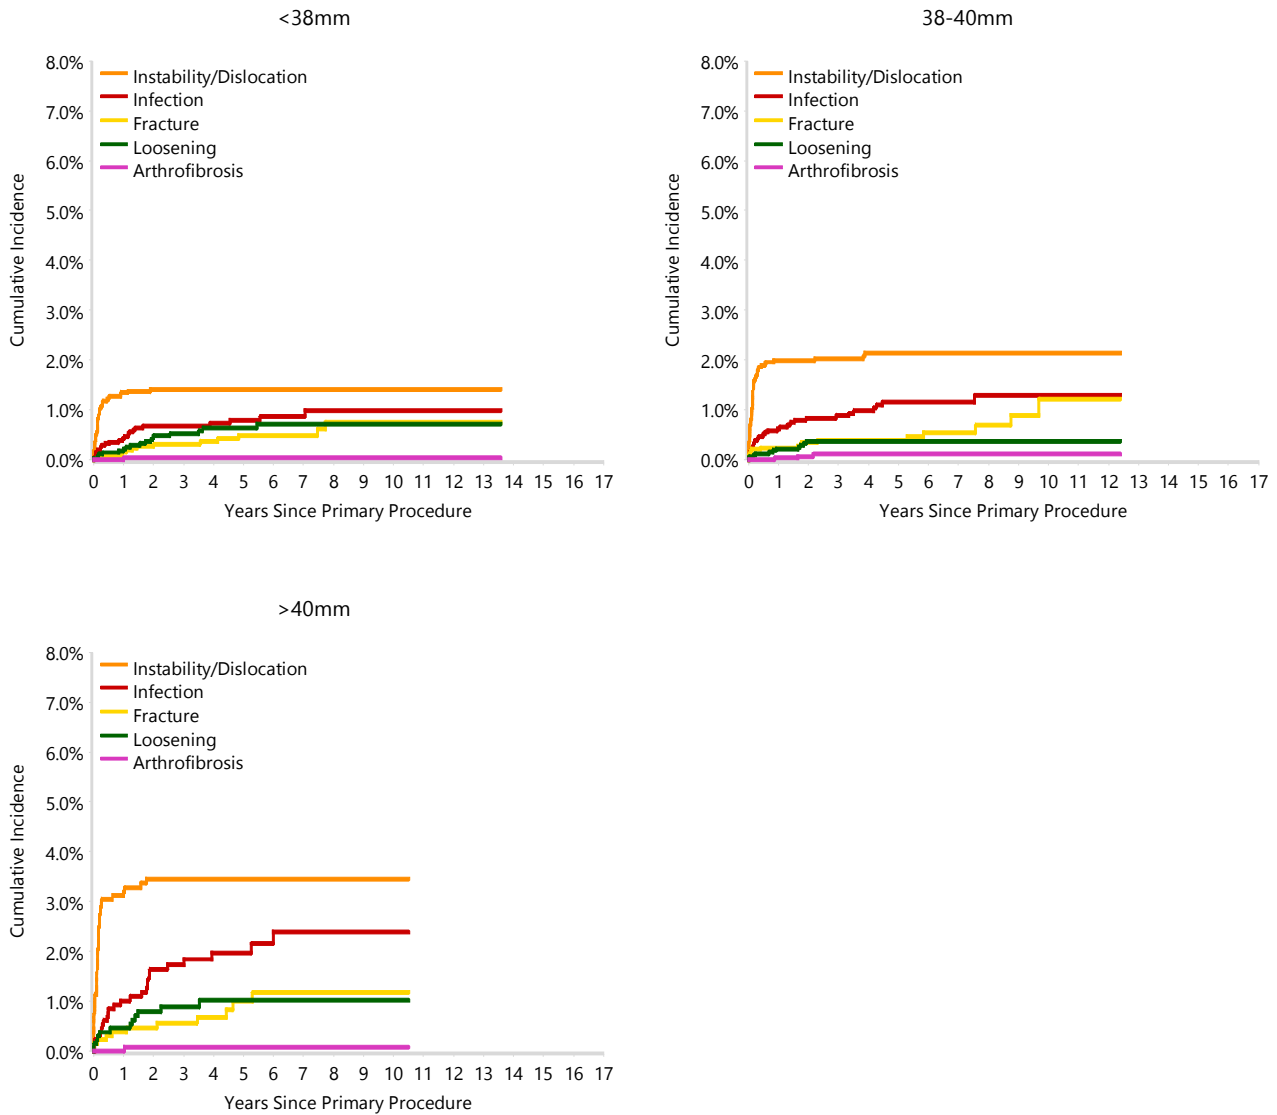 <38mm
8.0%
7.0%
6.0%
5.0%
4.0%
3.0%
2.0%
1.0%
0.0%
Cumulative Incidence
Instability/Dislocation
Infection
Fracture
Loosening
Arthrofibrosis
0 1 2 3 4 5 6 7 8 9 10 11 12 13 14 15 16 17
Years Since Primary Procedure
38-40mm
8.0%
7.0%
6.0%
5.0%
4.0%
3.0%
2.0%
1.0%
0.0%
Cumulative Incidence
Instability/Dislocation
Infection
Fracture
Loosening
Arthrofibrosis
0 1 2 3 4 5 6 7 8 9 10 11 12 13 14 15 16 17
Years Since Primary Procedure
>40mm
8.0%
7.0%
6.0%
5.0%
4.0%
3.0%
2.0%
1.0%
0.0%
Cumulative Incidence
Instability/Dislocation
Infection
Fracture
Loosening
Arthrofibrosis
0 1 2 3 4 5 6 7 8 9 10 11 12 13 14 15 16 17
Years Since Primary Procedure